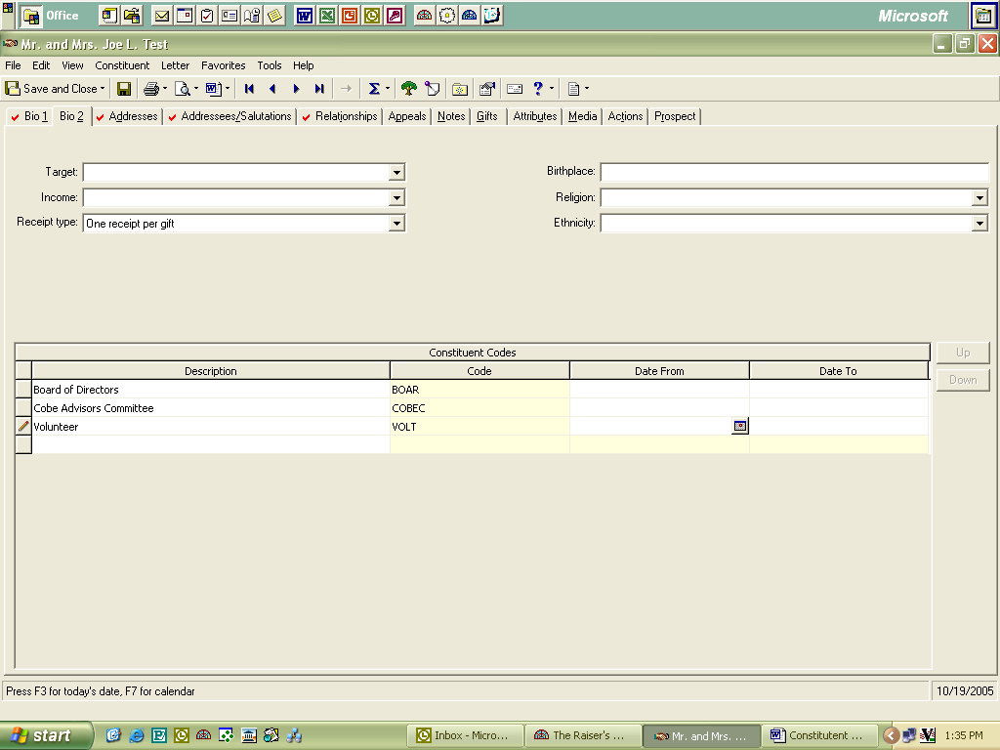 Office Microsoft
Mr. and Mrs. Joe L. Test
File Edit View Constituent Letter Favorites Tools Help
Save and Close
Bio 1 Bio 2 Addresses Addressees/Salutations Relationships Appeals Notes Gifts Attributes Media Actions Prospect
Target: Birthplace:
Income: Religion:
Receipt type: One receipt per gift Ethnicity:
Constituent Codes Up
Description Code Date From Date To
Down
Board of Directors BOAR
Cobe Advisors Committee COBEC
Volunteer VOLT
Press F3 for today's date, F7 for calendar 10/19/2005
start Inbox - Micro... The Raiser's ... Mr. and Mrs. ... Constitutent ... 1:35 PM